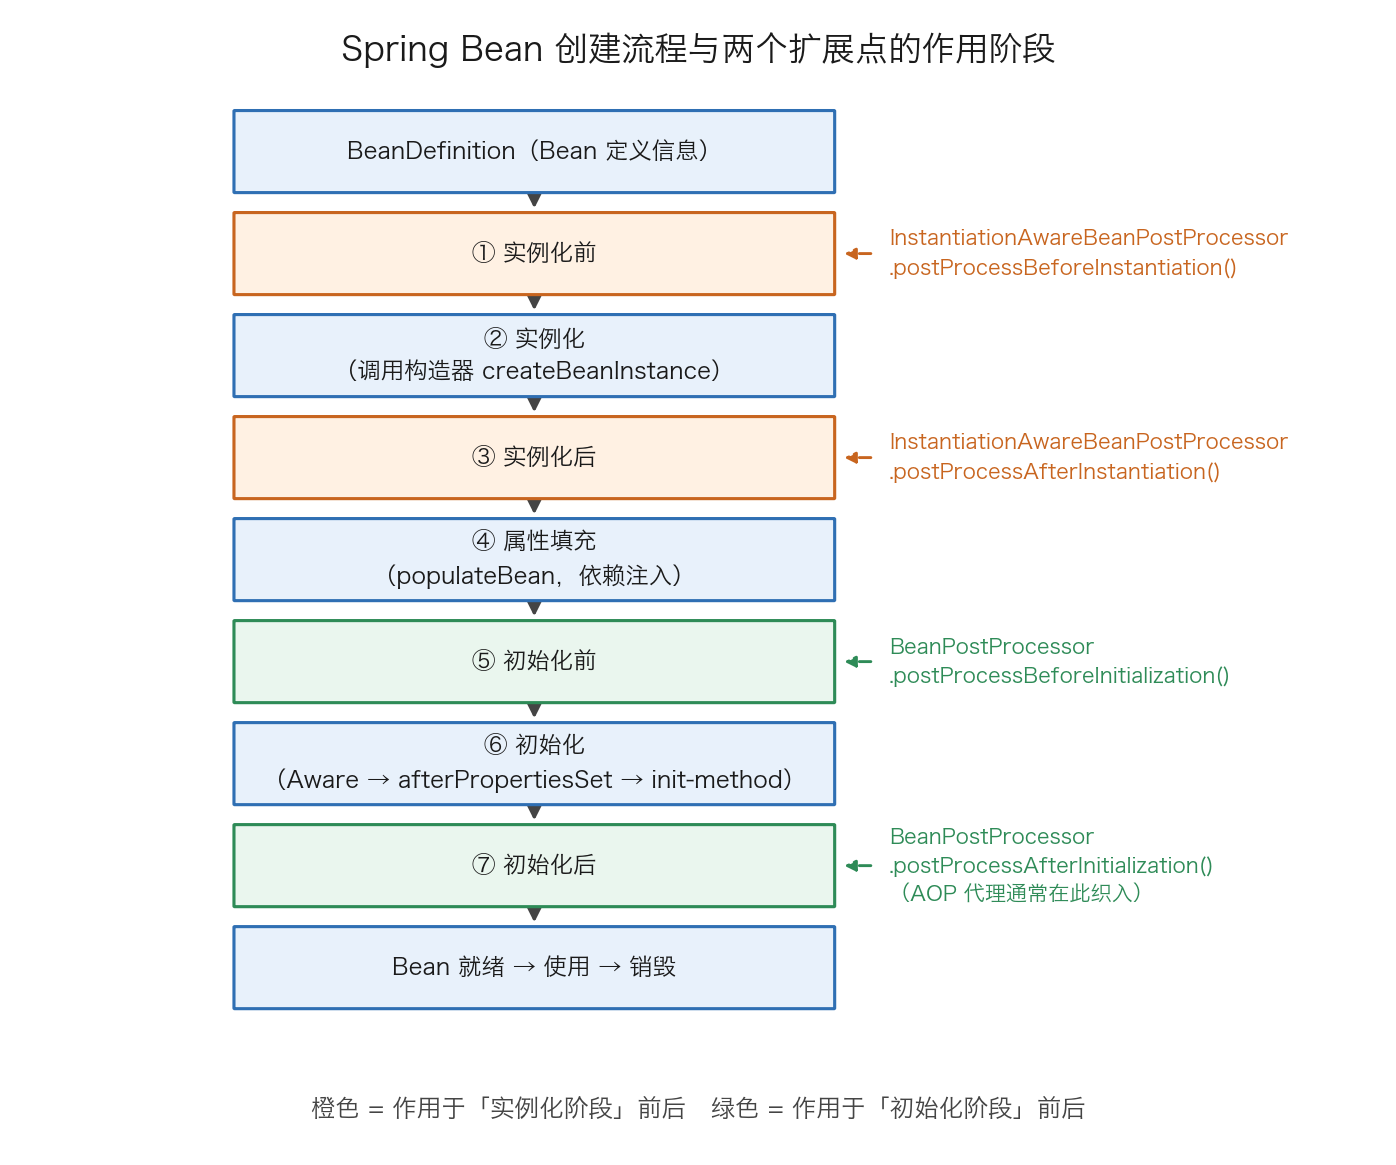 Spring Bean 创建流程与两个扩展点的作用阶段
BeanDefinition（Bean 定义信息）
① 实例化前
InstantiationAwareBeanPostProcessor
.postProcessBeforeInstantiation()
② 实例化
（调用构造器 createBeanInstance）
③ 实例化后
InstantiationAwareBeanPostProcessor
.postProcessAfterInstantiation()
④ 属性填充
（populateBean，依赖注入）
⑤ 初始化前
BeanPostProcessor
.postProcessBeforeInitialization()
⑥ 初始化
（Aware → afterPropertiesSet → init-method）
⑦ 初始化后
BeanPostProcessor
.postProcessAfterInitialization()
（AOP 代理通常在此织入）
Bean 就绪 → 使用 → 销毁
橙色 = 作用于「实例化阶段」前后 绿色 = 作用于「初始化阶段」前后